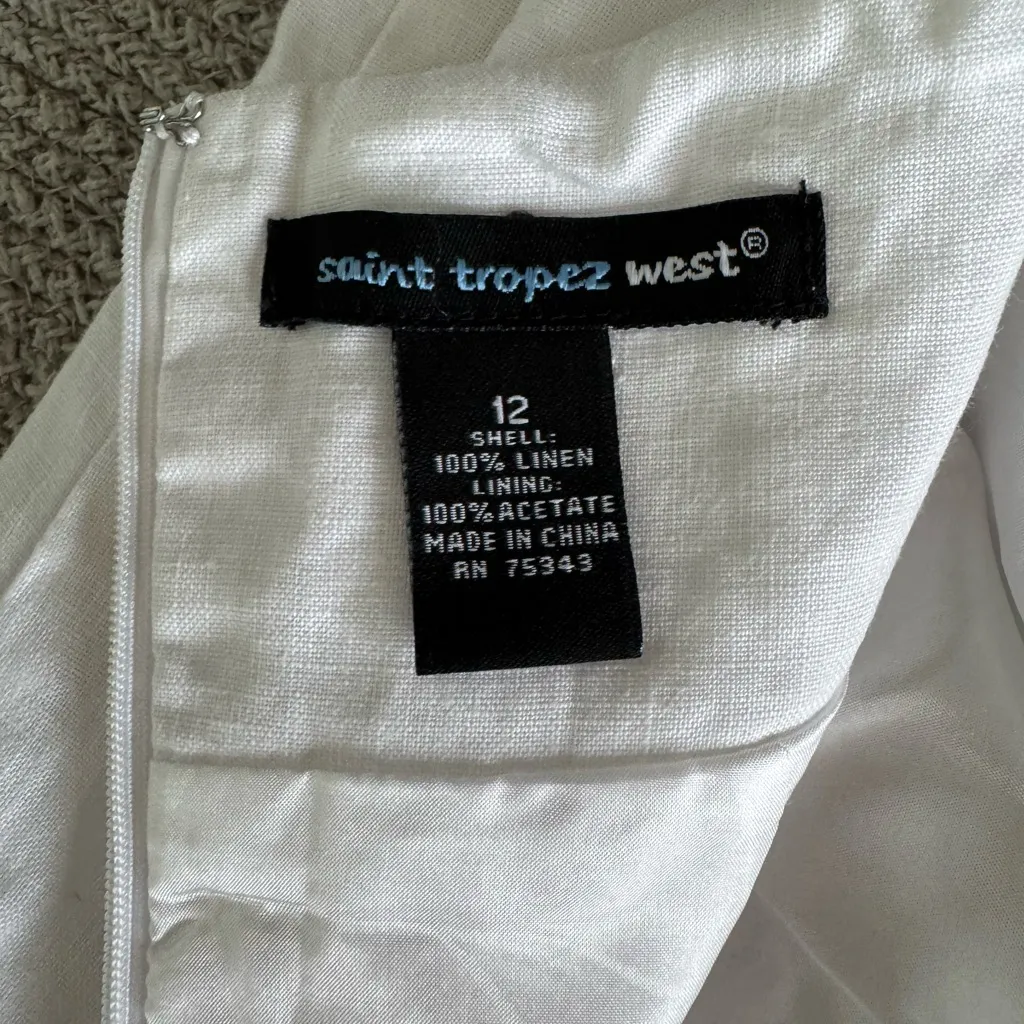 saint tropez west®
12
SHELL:
100% LINEN
LINING:
100% ACETATE
MADE IN CHINA
RN 75343